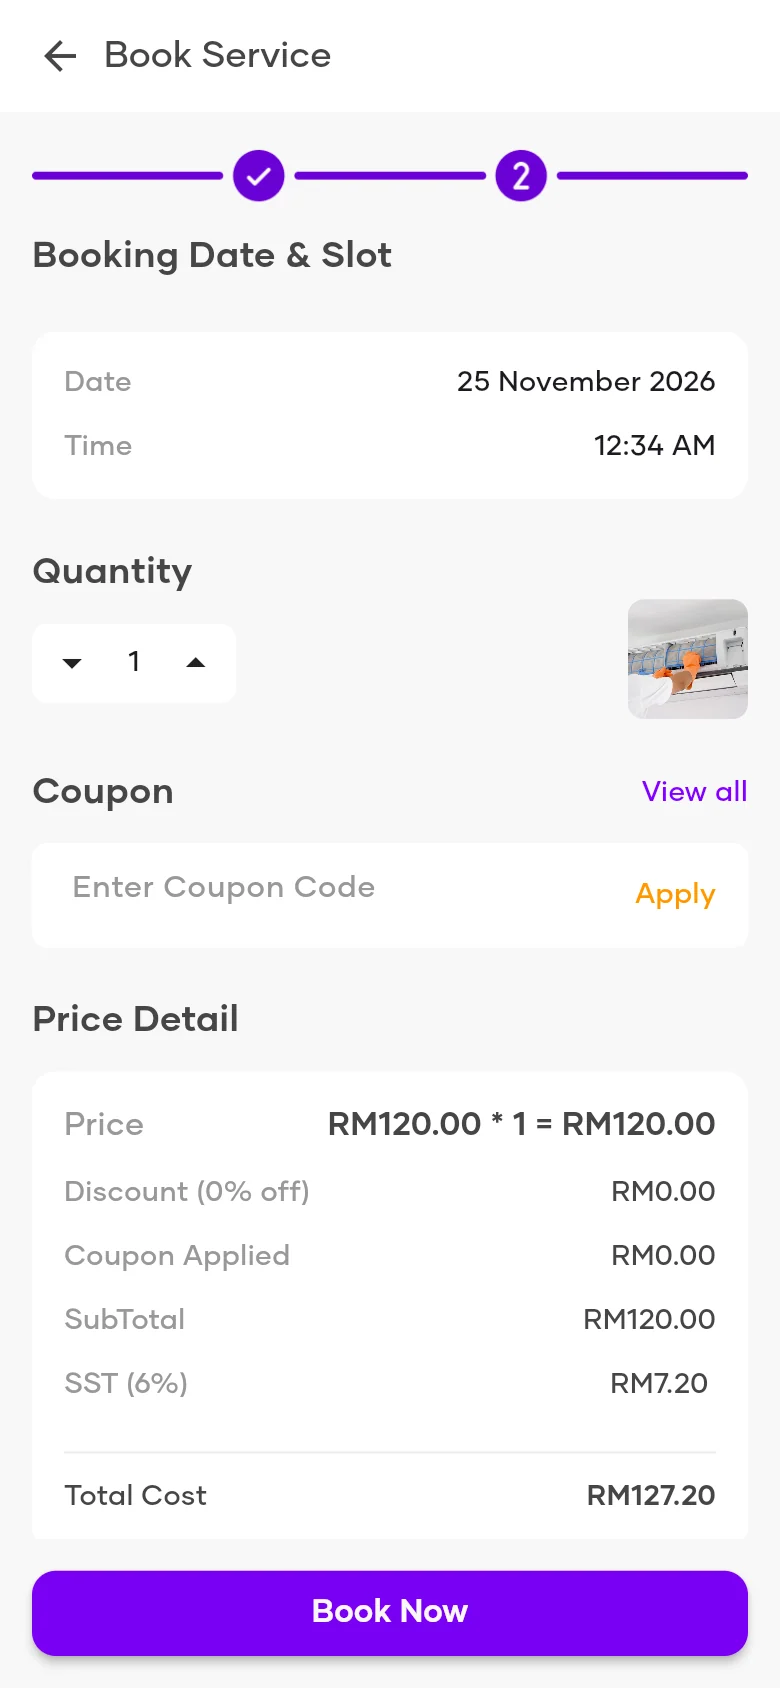 Book Service
2
Booking Date & Slot
Date 25 November 2026
Time 12:34 AM
Quantity
1
Coupon View all
Enter Coupon Code Apply
Price Detail
Price RM120.00 * 1 = RM120.00
Discount (0% off) RM0.00
Coupon Applied RM0.00
SubTotal RM120.00
SST (6%) RM7.20
Total Cost RM127.20
Book Now